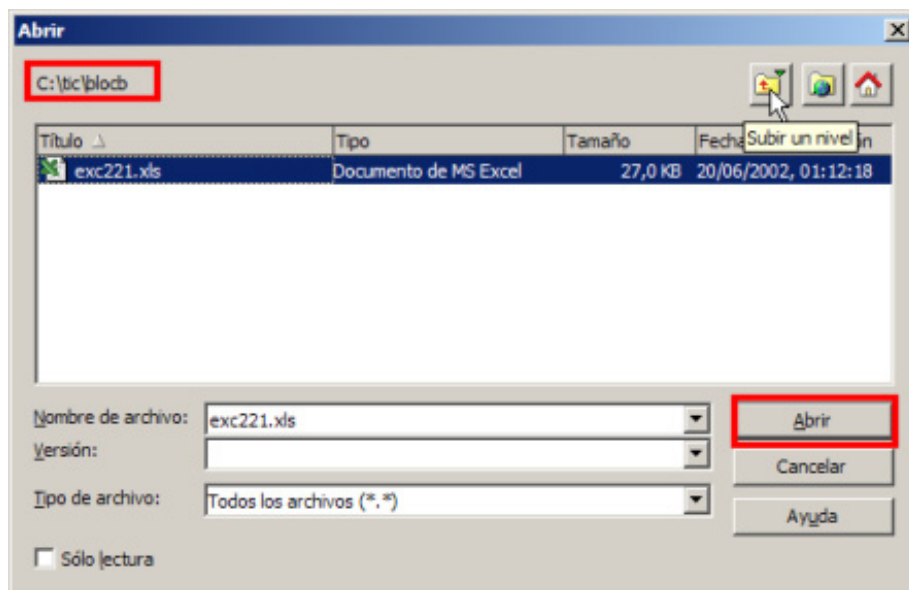 Abrir
C:\tic\blocb
Título Tipo Tamaño Fecha
Subir un nivel
exc221.xls Documento de MS Excel 27,0 KB 20/06/2002, 01:12:18
Nombre de archivo: exc221.xls
Abrir
Versión:
Cancelar
Tipo de archivo: Todos los archivos (*.*)
Ayuda
Sólo lectura